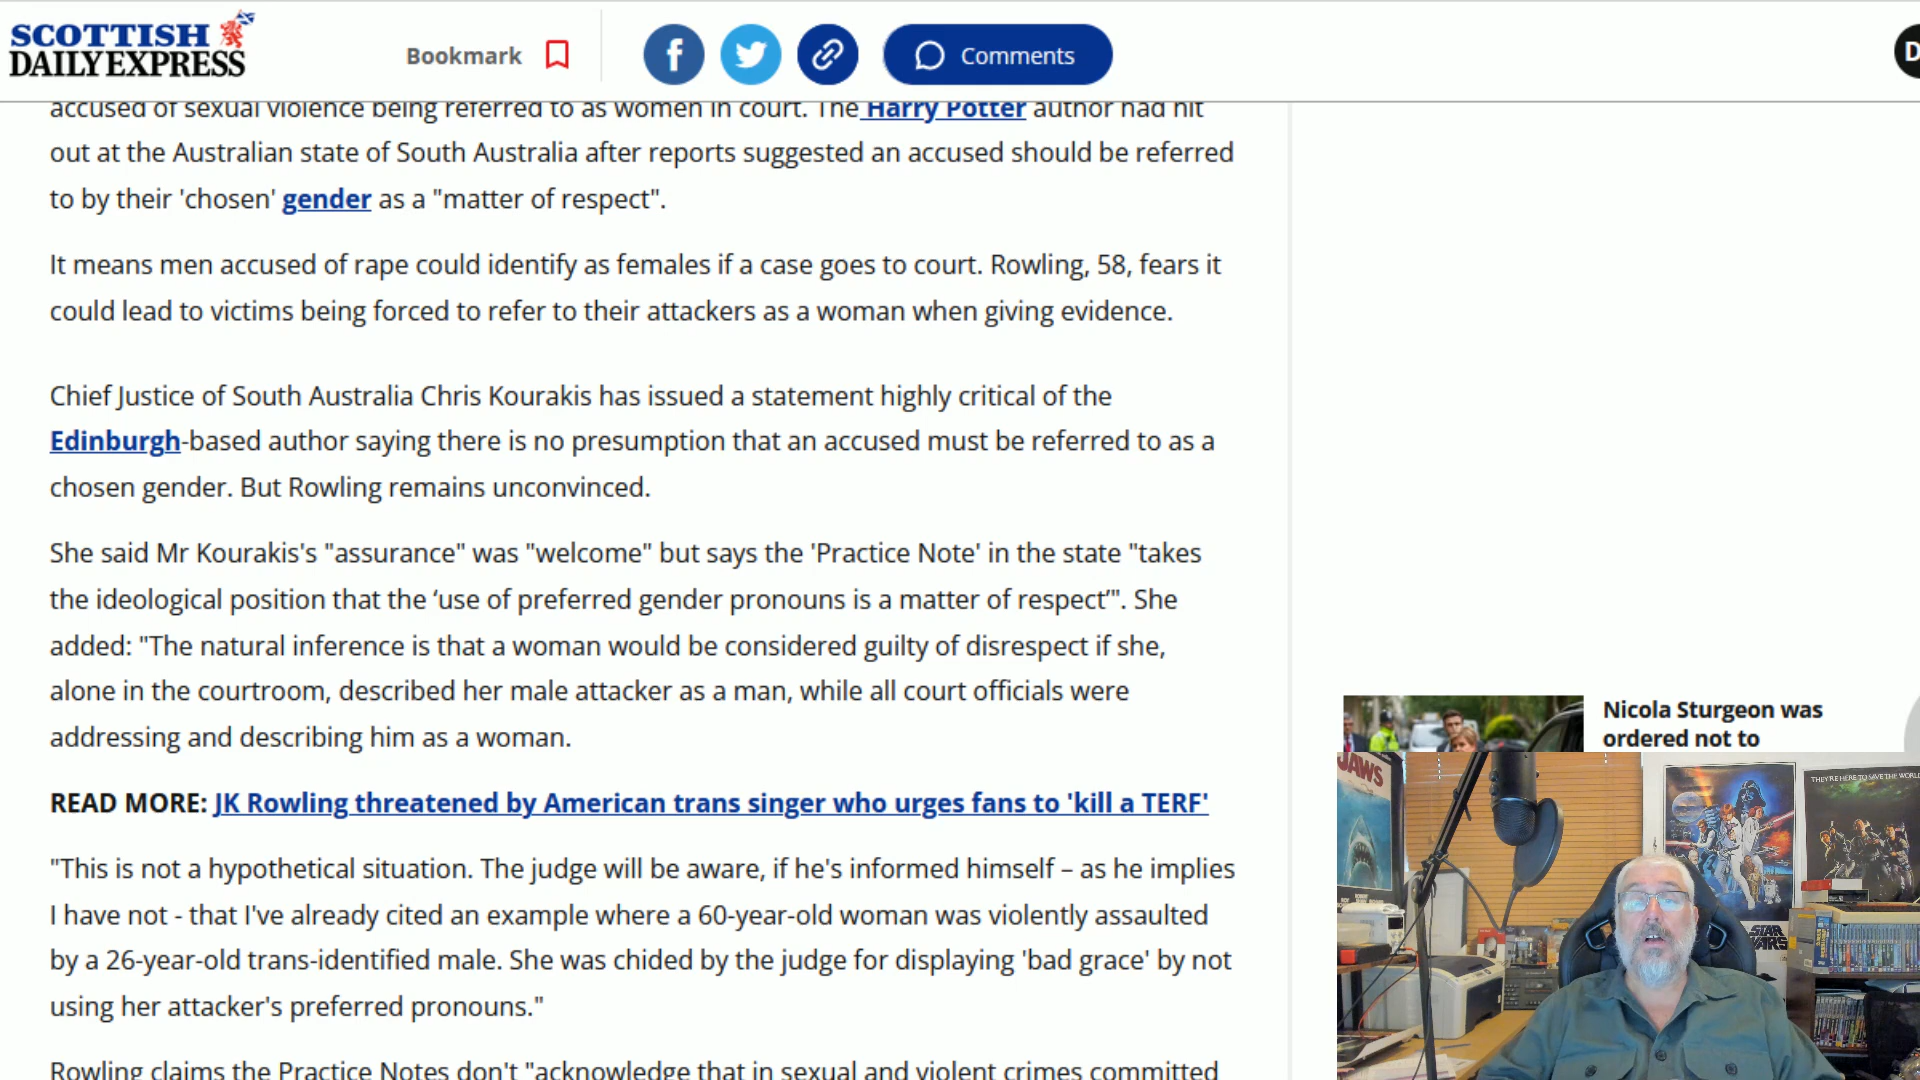 SCOTTISH
DAILY EXPRESS
Bookmark
Comments
accused of sexual violence being referred to as women in court. The Harry Potter author had hit
out at the Australian state of South Australia after reports suggested an accused should be referred
to by their 'chosen' gender as a "matter of respect".
It means men accused of rape could identify as females if a case goes to court. Rowling, 58, fears it
could lead to victims being forced to refer to their attackers as a woman when giving evidence.
Chief Justice of South Australia Chris Kourakis has issued a statement highly critical of the
Edinburgh-based author saying there is no presumption that an accused must be referred to as a
chosen gender. But Rowling remains unconvinced.
She said Mr Kourakis's "assurance" was "welcome" but says the 'Practice Note' in the state "takes
the ideological position that the ‘use of preferred gender pronouns is a matter of respect’". She
added: "The natural inference is that a woman would be considered guilty of disrespect if she,
alone in the courtroom, described her male attacker as a man, while all court officials were
addressing and describing him as a woman.
READ MORE: JK Rowling threatened by American trans singer who urges fans to 'kill a TERF'
"This is not a hypothetical situation. The judge will be aware, if he's informed himself – as he implies
I have not - that I've already cited an example where a 60-year-old woman was violently assaulted
by a 26-year-old trans-identified male. She was chided by the judge for displaying 'bad grace' by not
using her attacker's preferred pronouns."
Rowling claims the Practice Notes don't "acknowledge that in sexual and violent crimes committed
Nicola Sturgeon was
ordered not to
JAWS
THEY'RE HERE TO SAVE THE WORLD
STAR
WARS